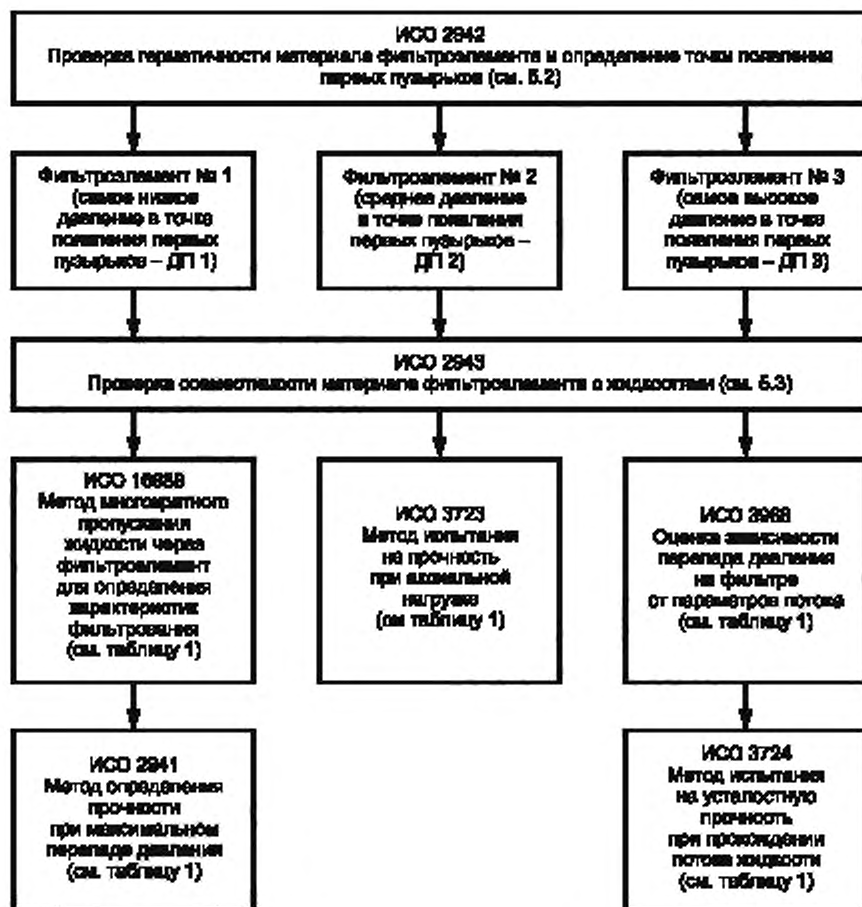 ИСО 2942
Проверка герметичности материала фильтроэлемента и определение точки появления
первых пузырьков (см. 5.2)
Фильтроэлемент № 1
(самое низкое
давление в точке
появления первых
пузырьков – ДП 1)
Фильтроэлемент № 2
(среднее давление
в точке появления
первых пузырьков –
ДП 2)
Фильтроэлемент № 3
(самое высокое
давление в точке
появления первых
пузырьков – ДП 3)
ИСО 2943
Проверка совместимости материала фильтроэлемента с жидкостями (см. 5.3)
ИСО 16889
Метод многократного
пропускания
жидкости через
фильтроэлемент
для определения
характеристик
фильтрования
(см. таблицу 1)
ИСО 3723
Метод испытания
на прочность
при аксиальной
нагрузке
(см таблицу 1)
ИСО 3968
Оценка зависимости
перепада давления
на фильтре
от параметров потока
(см. таблицу 1)
ИСО 2941
Метод определения
прочности
при максимальном
перепаде давления
(см. таблицу 1)
ИСО 3724
Метод испытания
на усталостную
прочность
при прохождении
потока жидкости
(см. таблицу 1)